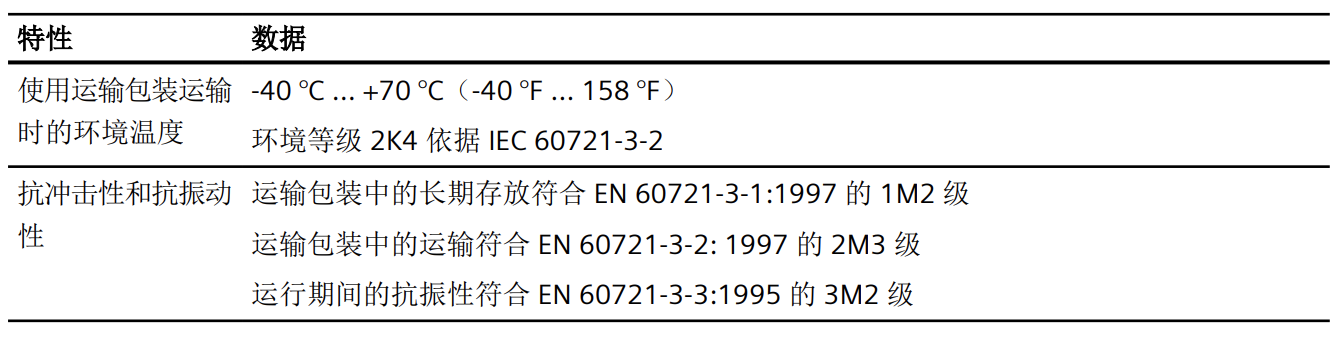 特性 数据
使用运输包装运输 -40 °C ... +70 °C（-40 °F ... 158 °F）
时的环境温度 环境等级 2K4 依据 IEC 60721-3-2
抗冲击性和抗振动 运输包装中的长期存放符合 EN 60721-3-1:1997 的 1M2 级
性 运输包装中的运输符合 EN 60721-3-2: 1997 的 2M3 级
运行期间的抗振性符合 EN 60721-3-3:1995 的 3M2 级